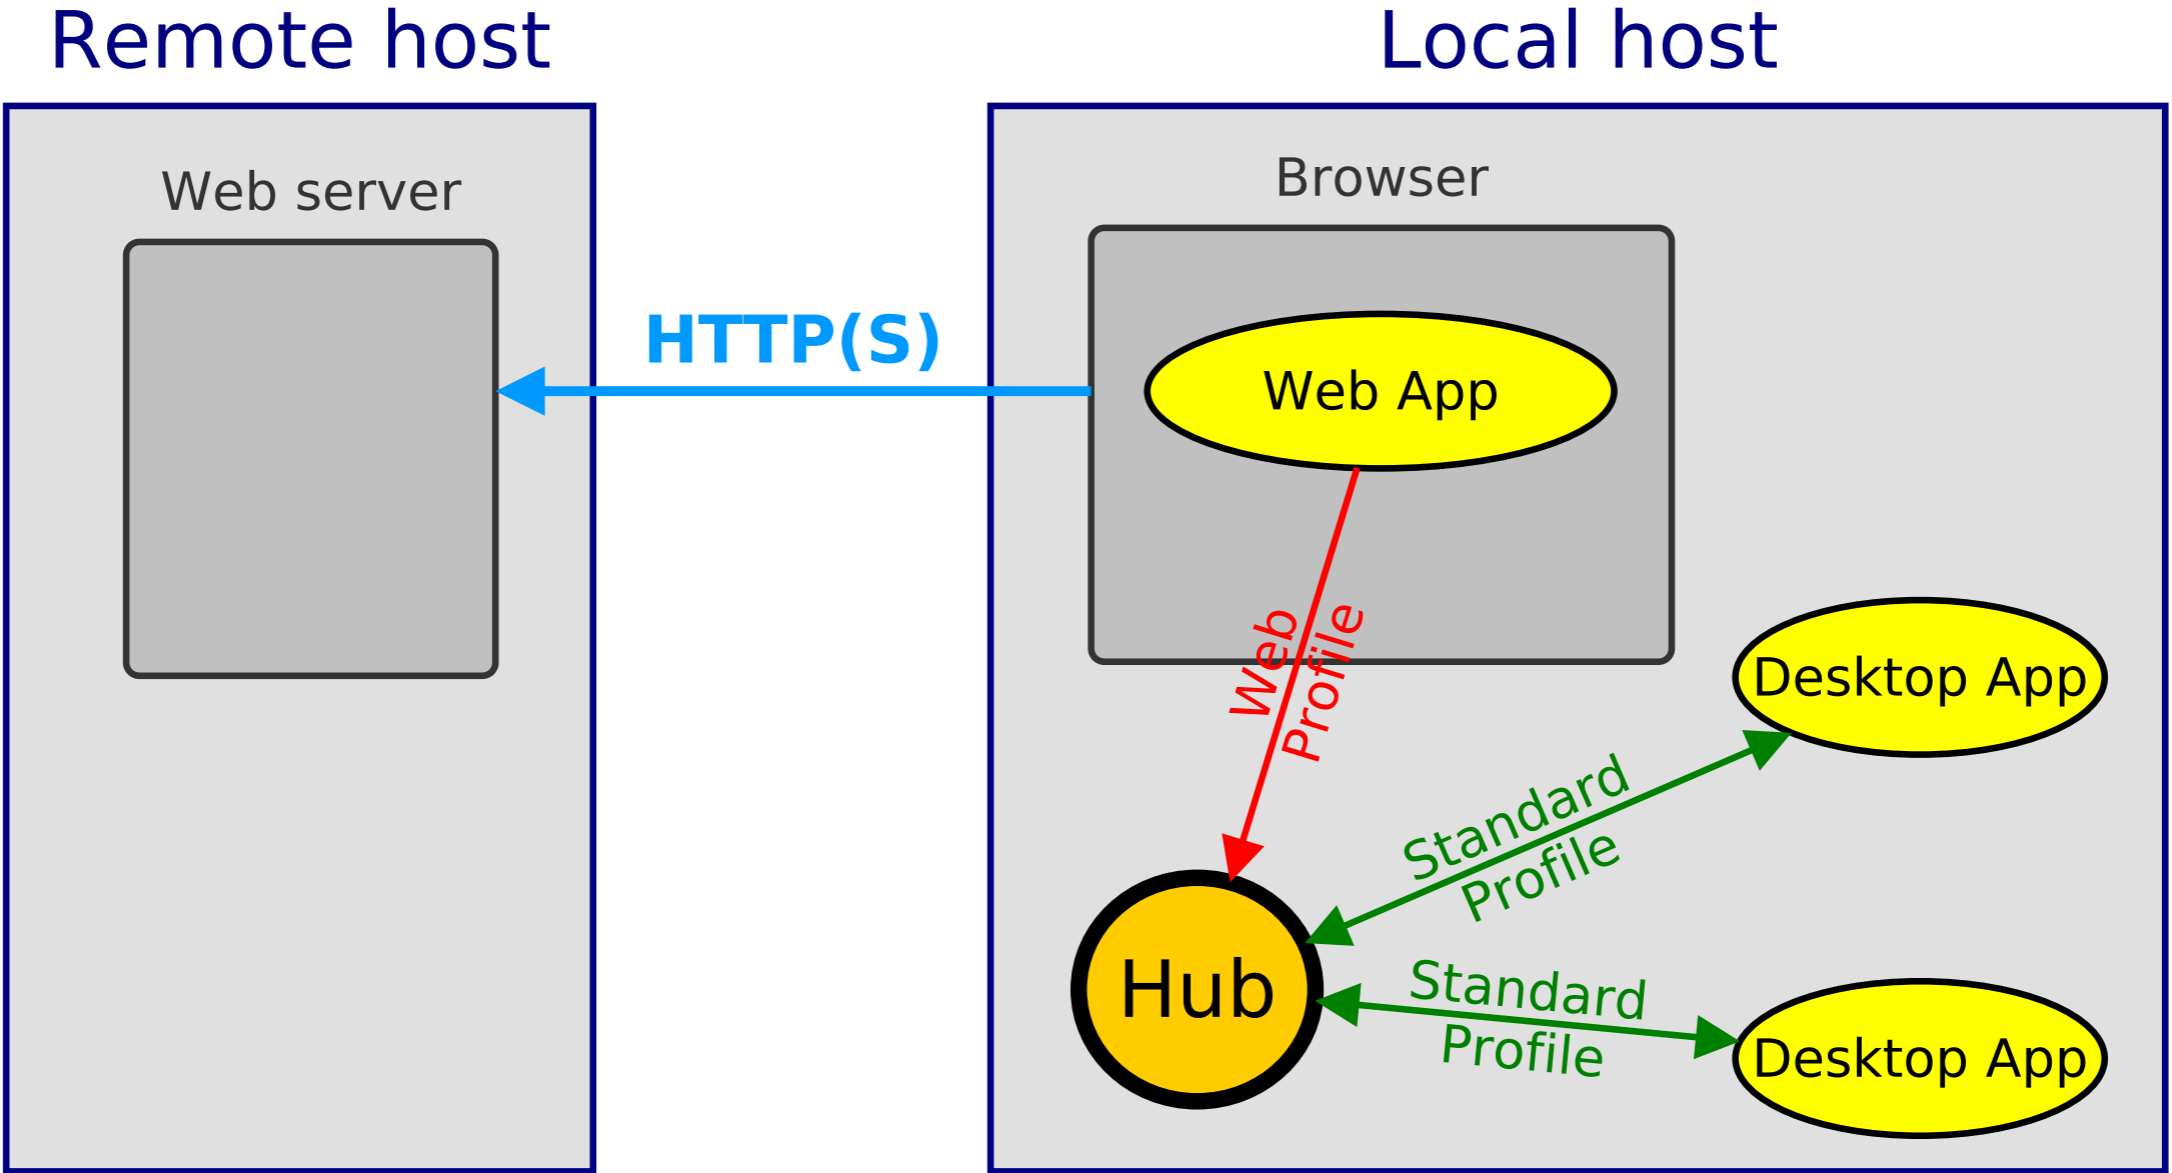 Remote host
Local host
Web server
Browser
HTTP(S)
Web App
Web
Profile
Desktop App
Standard
Profile
Hub
Standard
Profile
Desktop App